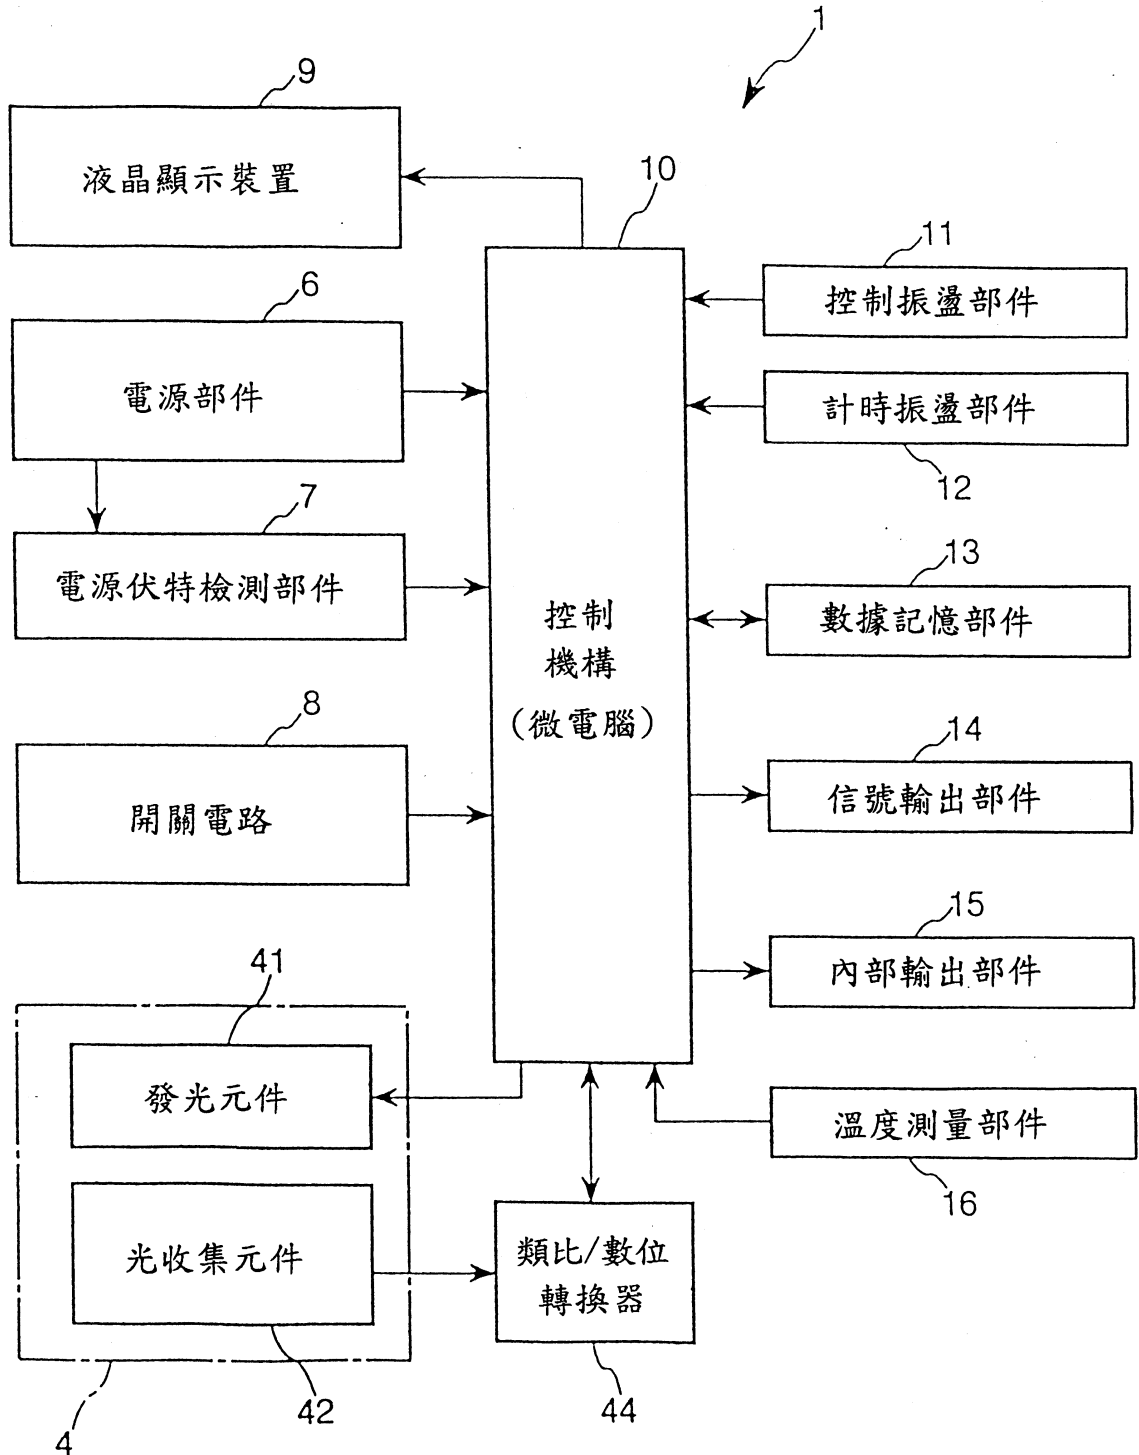 1
9
液晶顯示裝置
10
11
控制振盪部件
6
電源部件
計時振盪部件
12
7
電源伏特檢測部件
13
數據記憶部件
控制
機構
(微電腦)
8
開關電路
14
信號輸出部件
15
內部輸出部件
41
發光元件
溫度測量部件
16
光收集元件
類比/數位
轉換器
42
44
4